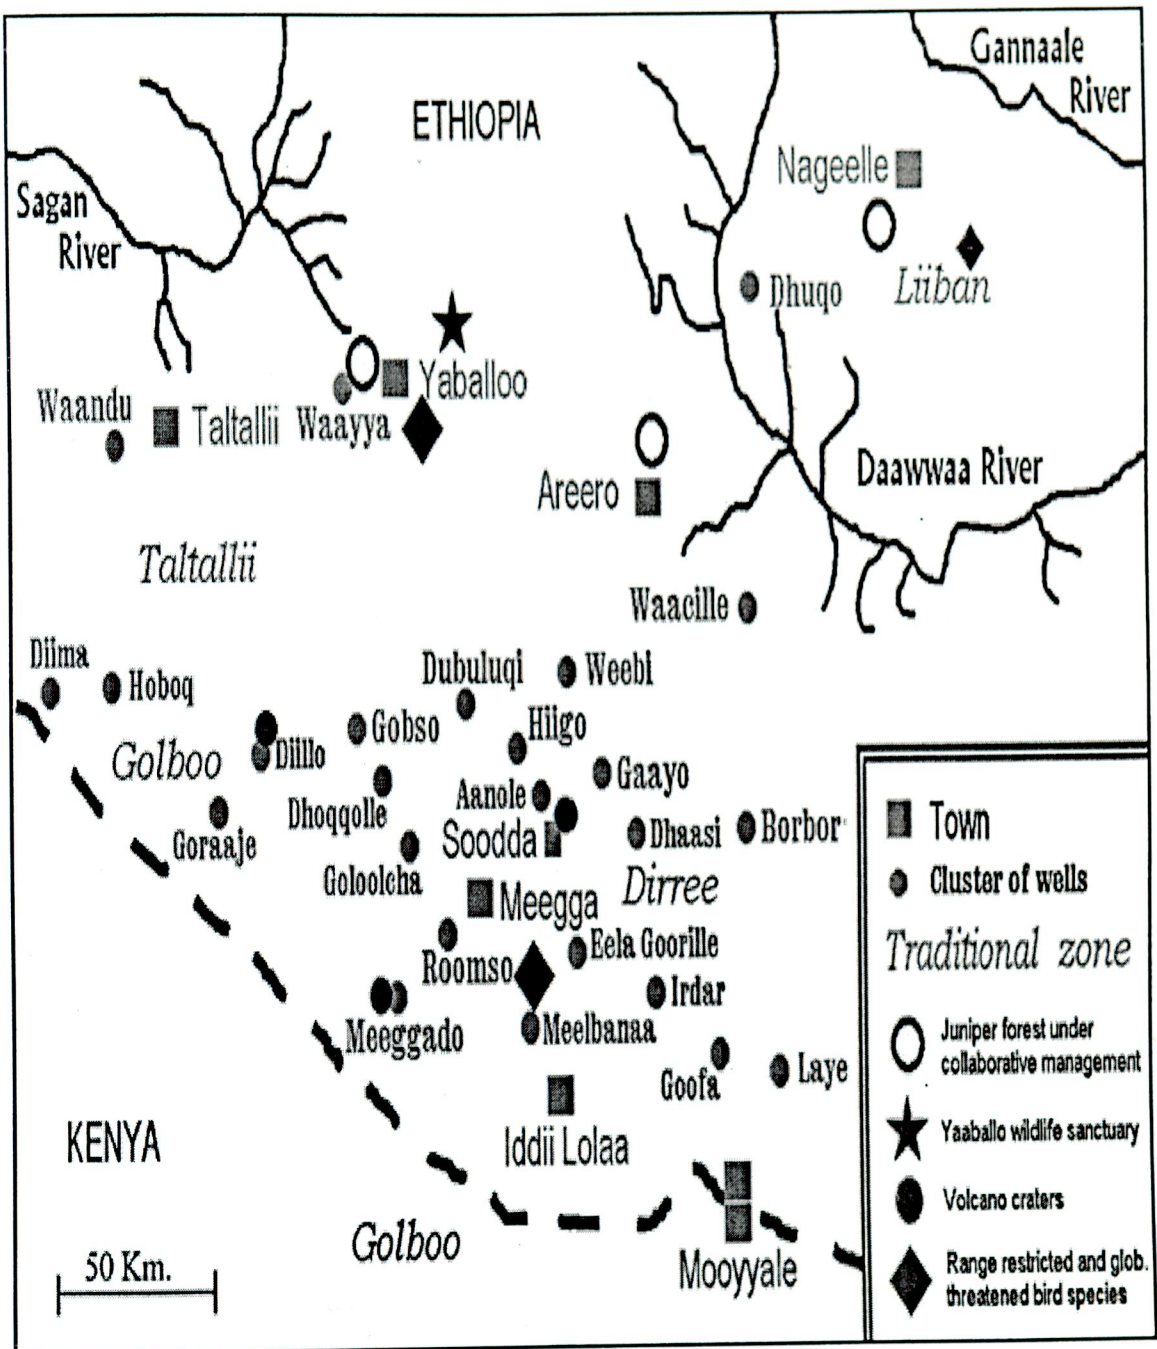 Gannaale
River
ETHIOPIA
Nageelle
Sagan
River
Dhuqo
Liiban
Yaballoo
Waandu
Taltallii
Waayya
Daawwaa River
Areero
Taltallii
Waacille
Diima
Hoboq
Dubuluqi
Weebi
Gobso
Hiigo
Golboo
Diillo
Gaayo
Aanole
Dhoqqolle
Goraaje
Soodda
Dhaasi
Borbor
Goloolcha
Meegga
Dirree
Eela Goorille
Roomso
Irdar
Meeggado
Meelbanaa
Goofa
Laye
KENYA
Iddii Lolaa
Golboo
Mooyyale
50 Km.
Town
Cluster of wells
Traditional zone
Juniper forest under
collaborative management
Yaaballo wildlife sanctuary
Volcano craters
Range restricted and glob.
threatened bird species